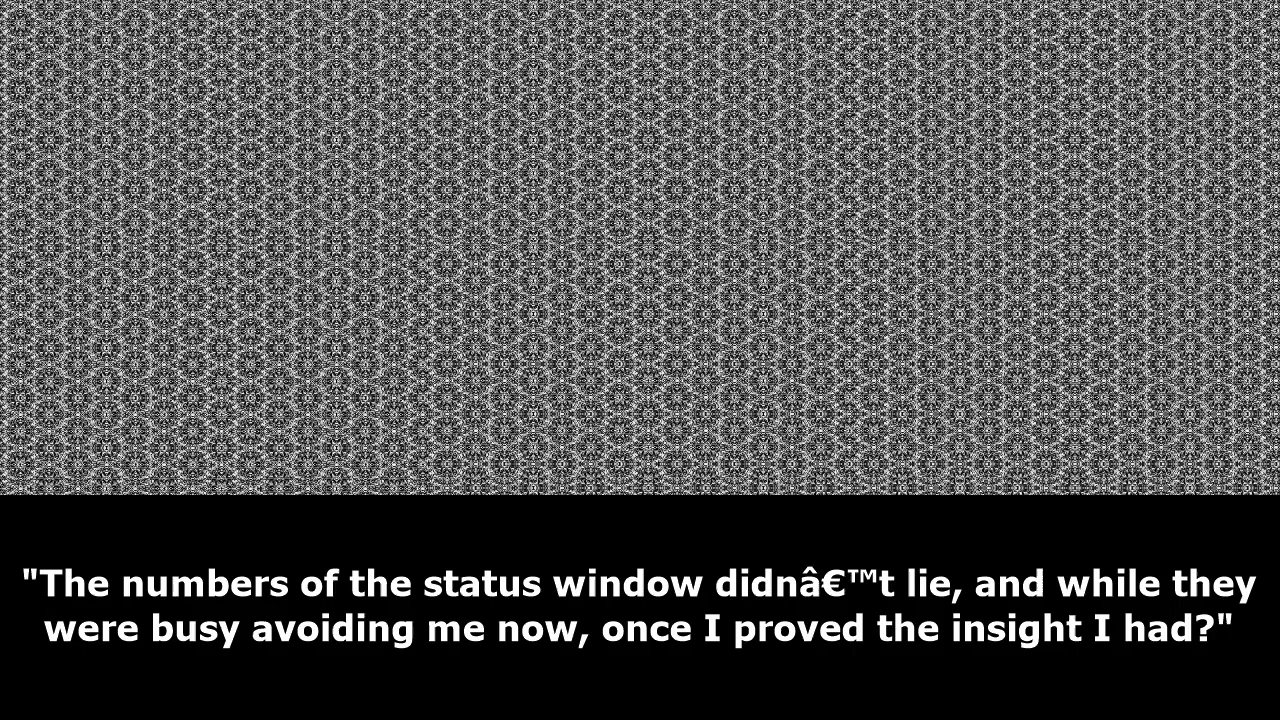 "The numbers of the status window didnâ€™t lie, and while they
were busy avoiding me now, once I proved the insight I had?"